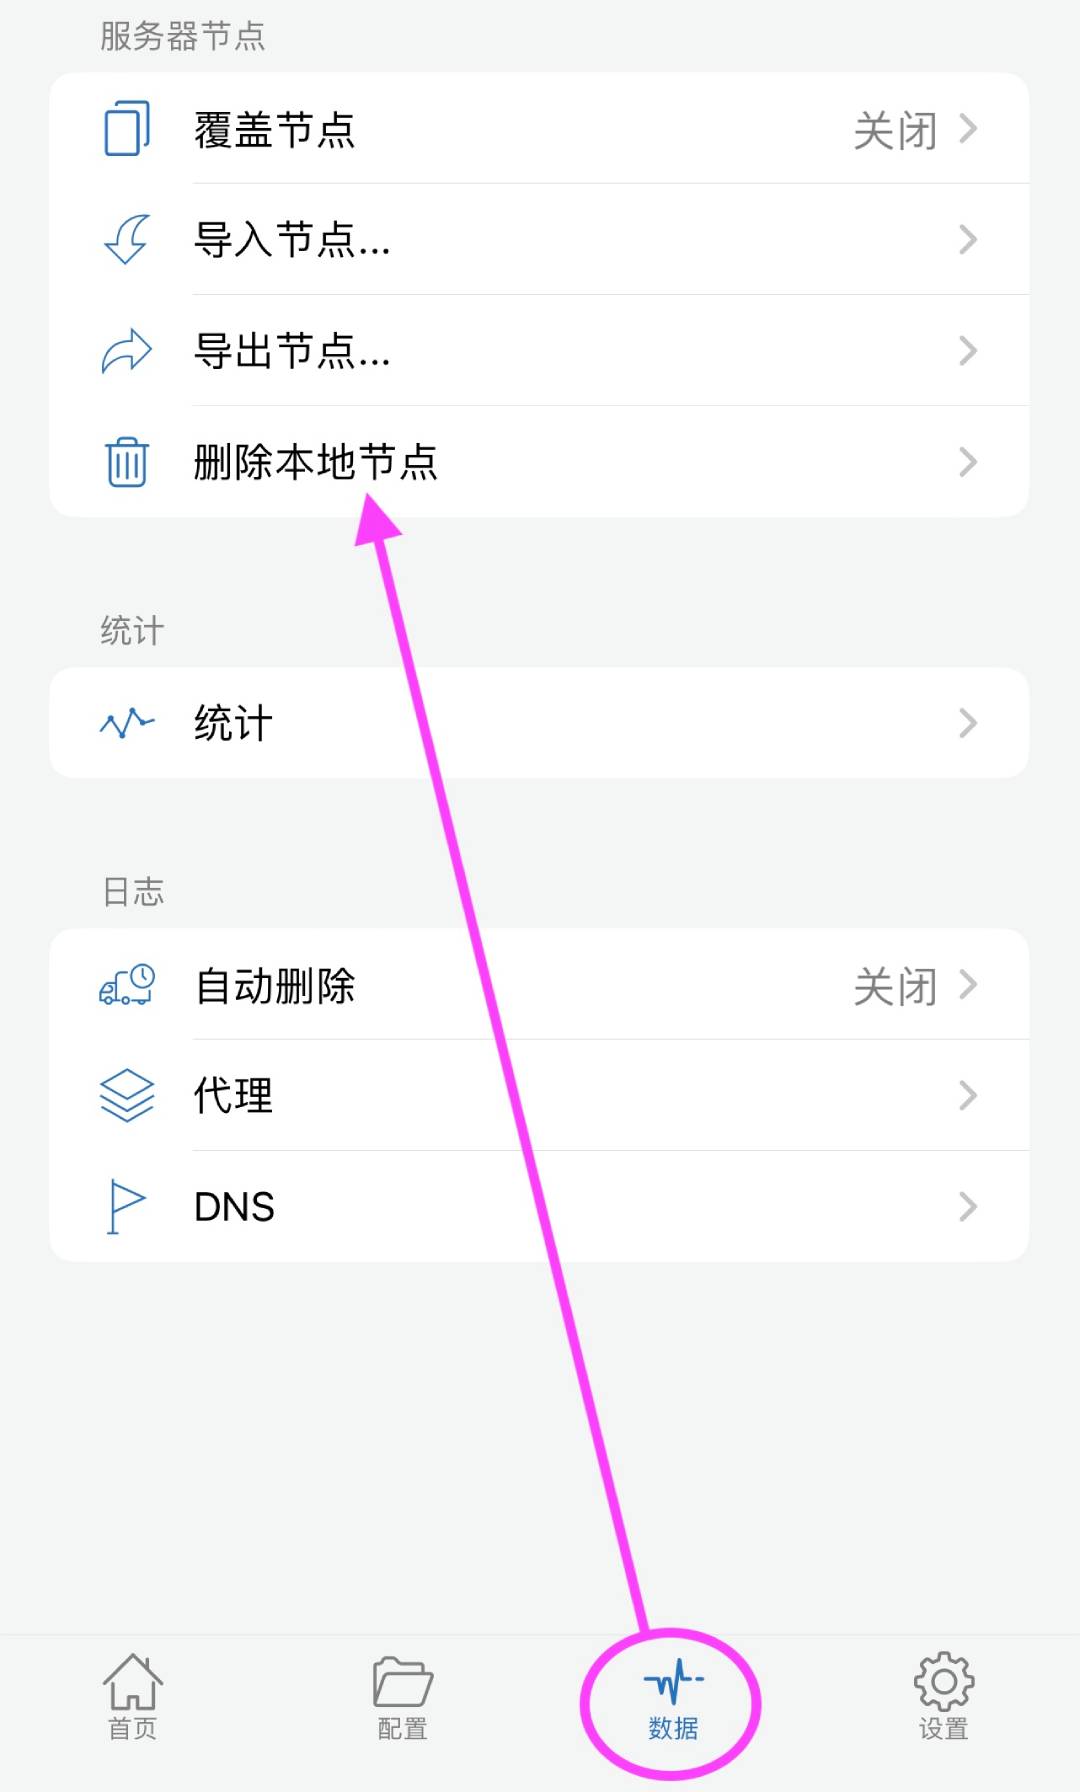 服务器节点
覆盖节点 关闭
导入节点...
导出节点...
删除本地节点
统计
统计
日志
自动删除 关闭
代理
DNS
首页 配置 数据 设置